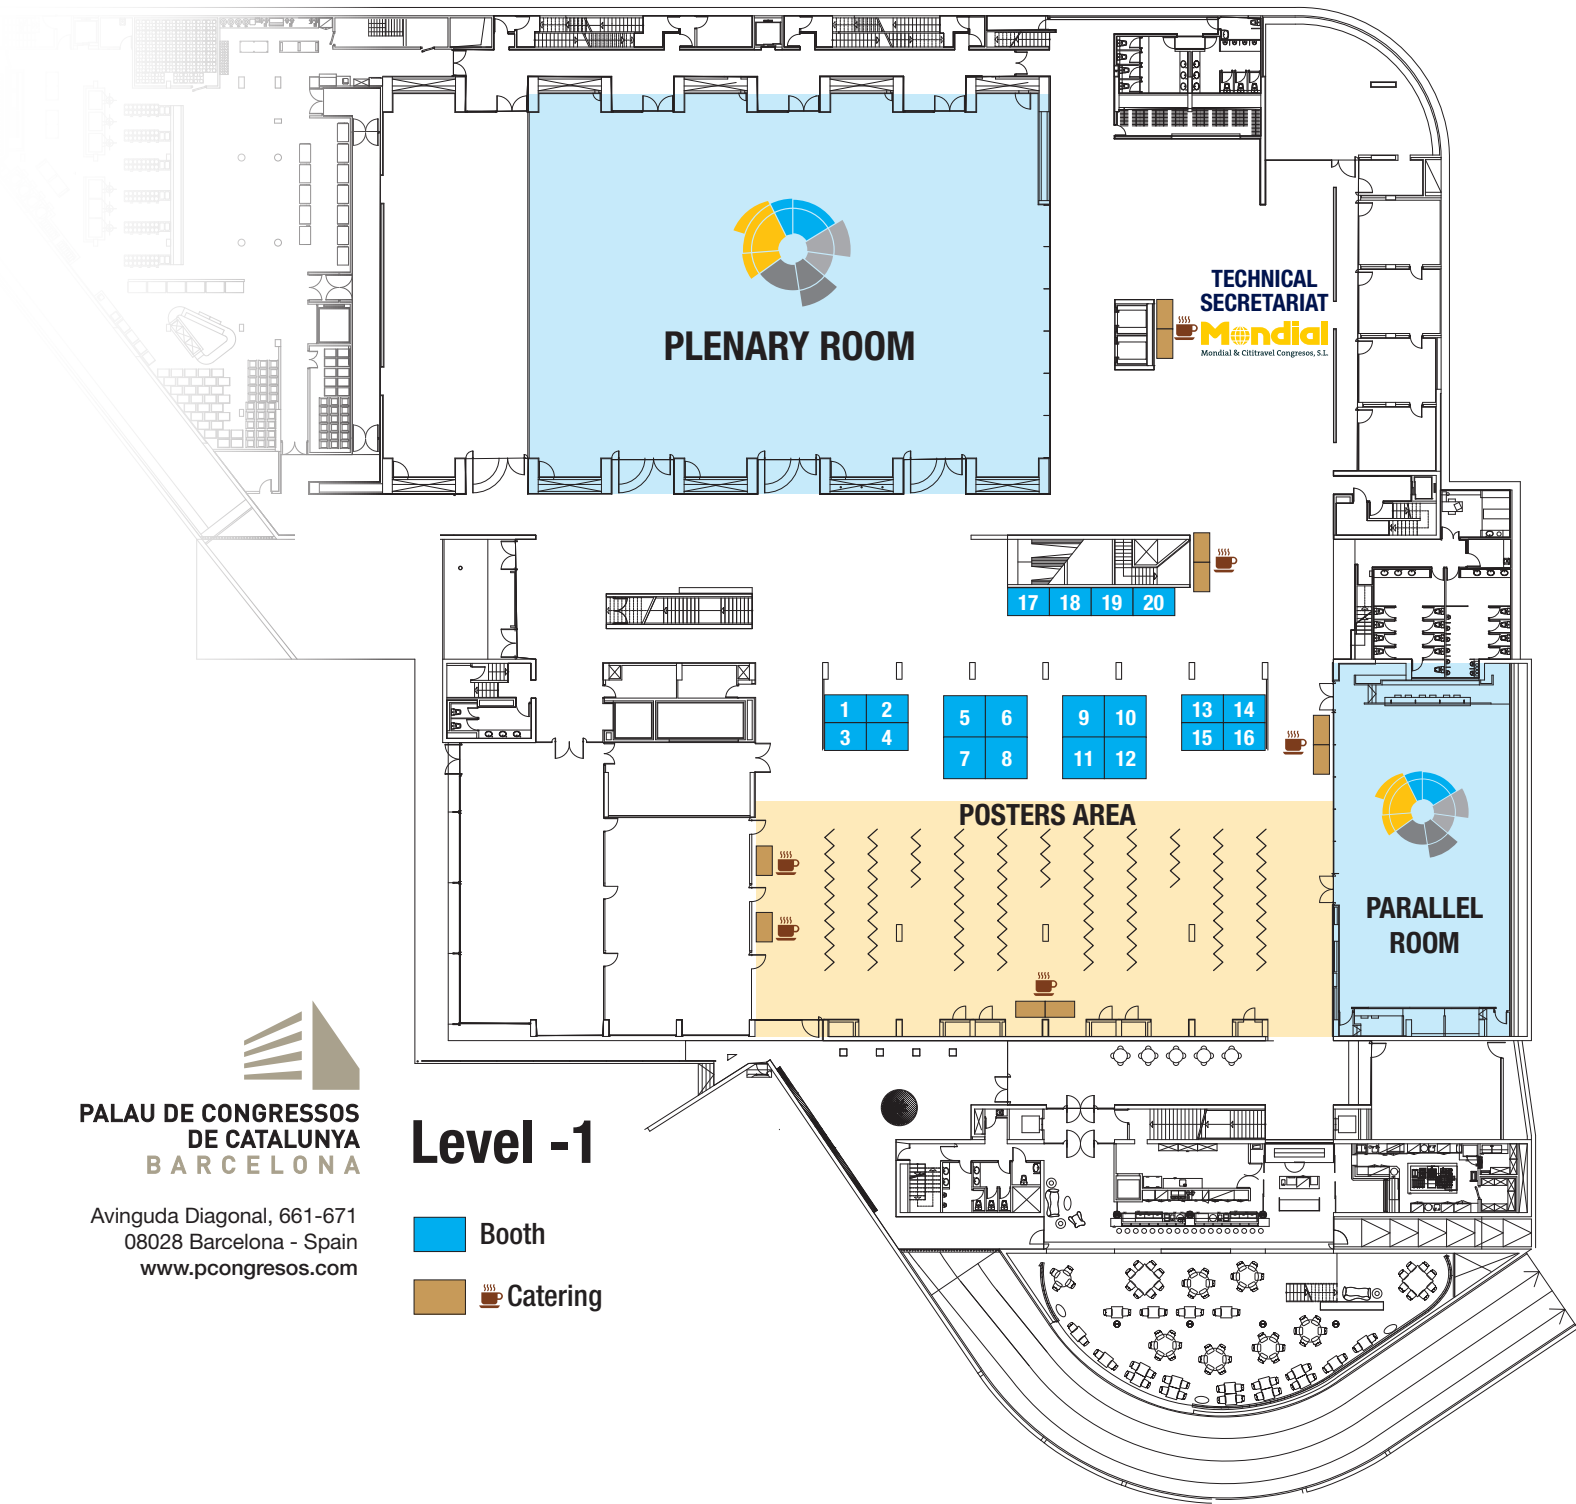 TECHNICAL
SECRETARIAT
Mondial
Mondial & Cititravel Congresos, S.L.
PLENARY ROOM
17 18 19 20
1 2
3 4
5 6
7 8
9 10
11 12
13 14
15 16
POSTERS AREA
PARALLEL
ROOM
PALAU DE CONGRESSOS
DE CATALUNYA
BARCELONA
Avinguda Diagonal, 661-671
08028 Barcelona - Spain
www.pcongresos.com
Level -1
Booth
Catering